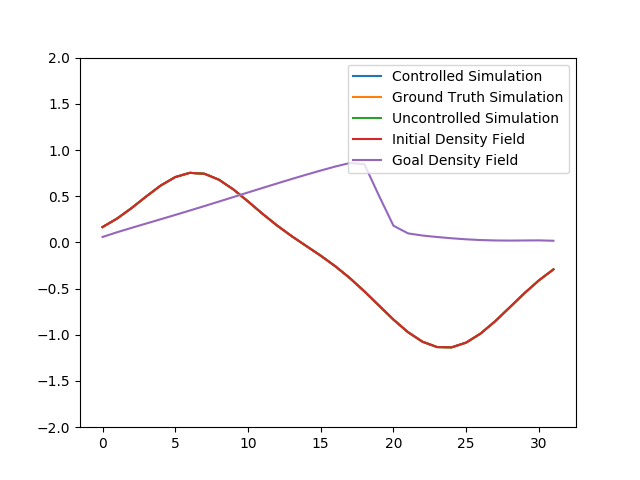 2.0
1.5
1.0
0.5
0.0
−0.5
−1.0
−1.5
−2.0
0 5 10 15 20 25 30
Controlled Simulation
Ground Truth Simulation
Uncontrolled Simulation
Initial Density Field
Goal Density Field